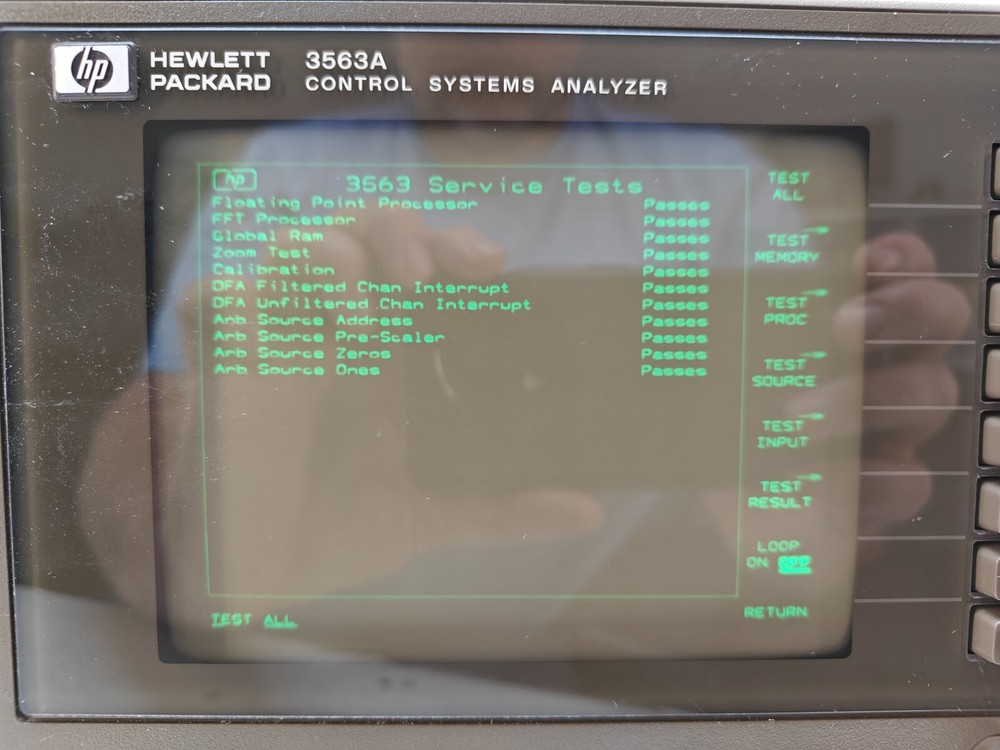 hp HEWLETT PACKARD 3563A
CONTROL SYSTEMS ANALYZER
hp 3563 Service Tests
Floating Point Processor Passes
FFT Processor Passes
Global Ram Passes
Zoom Test Passes
Calibration Passes
DFA Filtered Chan Interrupt Passes
DFA Unfiltered Chan Interrupt Passes
Arb Source Address Passes
Arb Source Pre-Scaler Passes
Arb Source Zeros Passes
Arb Source Ones Passes
TEST ALL
TEST
ALL
TEST
MEMORY
TEST
PROC
TEST
SOURCE
TEST
INPUT
TEST
RESULT
LOOP
ON OFF
RETURN